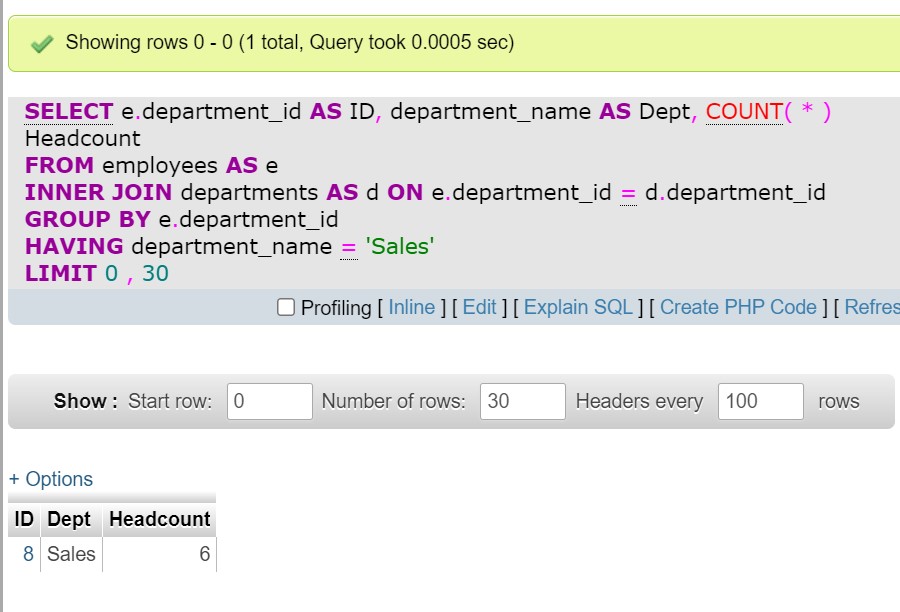 Showing rows 0 - 0 (1 total, Query took 0.0005 sec)
SELECT e.department_id AS ID, department_name AS Dept, COUNT( * )
Headcount
FROM employees AS e
INNER JOIN departments AS d ON e.department_id = d.department_id
GROUP BY e.department_id
HAVING department_name = 'Sales'
LIMIT 0 , 30
Profiling [ Inline ] [ Edit ] [ Explain SQL ] [ Create PHP Code ] [ Refres
Show : Start row: 0 Number of rows: 30 Headers every 100 rows
+ Options
ID Dept Headcount
8 Sales 6